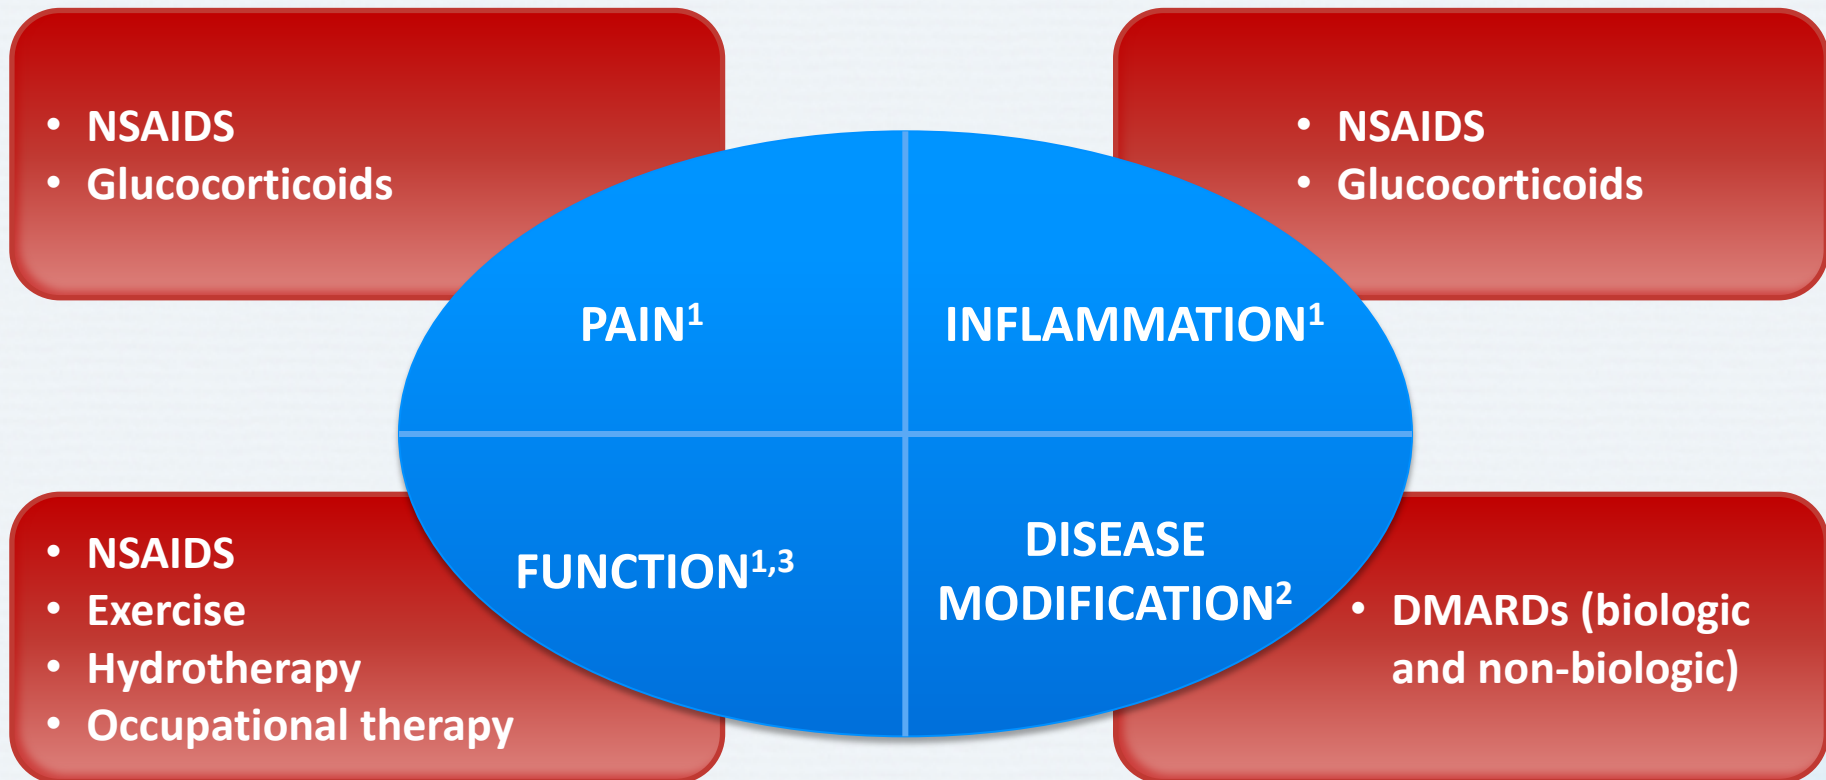 • NSAIDS
• Glucocorticoids
• NSAIDS
• Glucocorticoids
PAIN¹
INFLAMMATION¹
FUNCTION¹,³
DISEASE
MODIFICATION²
• NSAIDS
• Exercise
• Hydrotherapy
• Occupational therapy
• DMARDs (biologic
and non-biologic)